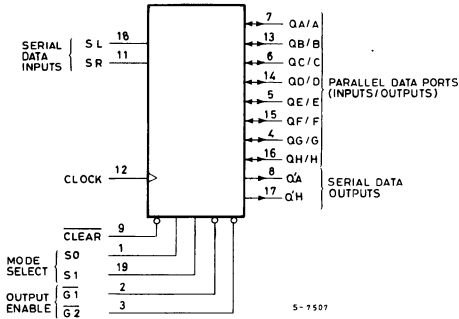 SERIAL DATA INPUTS
SL 18
SR 11
7 QA/A
13 QB/B
6 QC/C
14 QD/D
5 QE/E
15 QF/F
4 QG/G
16 QH/H
PARALLEL DATA PORTS (INPUTS/OUTPUTS)
8 Q'A
17 Q'H
SERIAL DATA OUTPUTS
CLOCK 12
CLEAR 9
MODE SELECT
S0 1
S1 19
OUTPUT ENABLE
G1 2
G2 3
S-7507